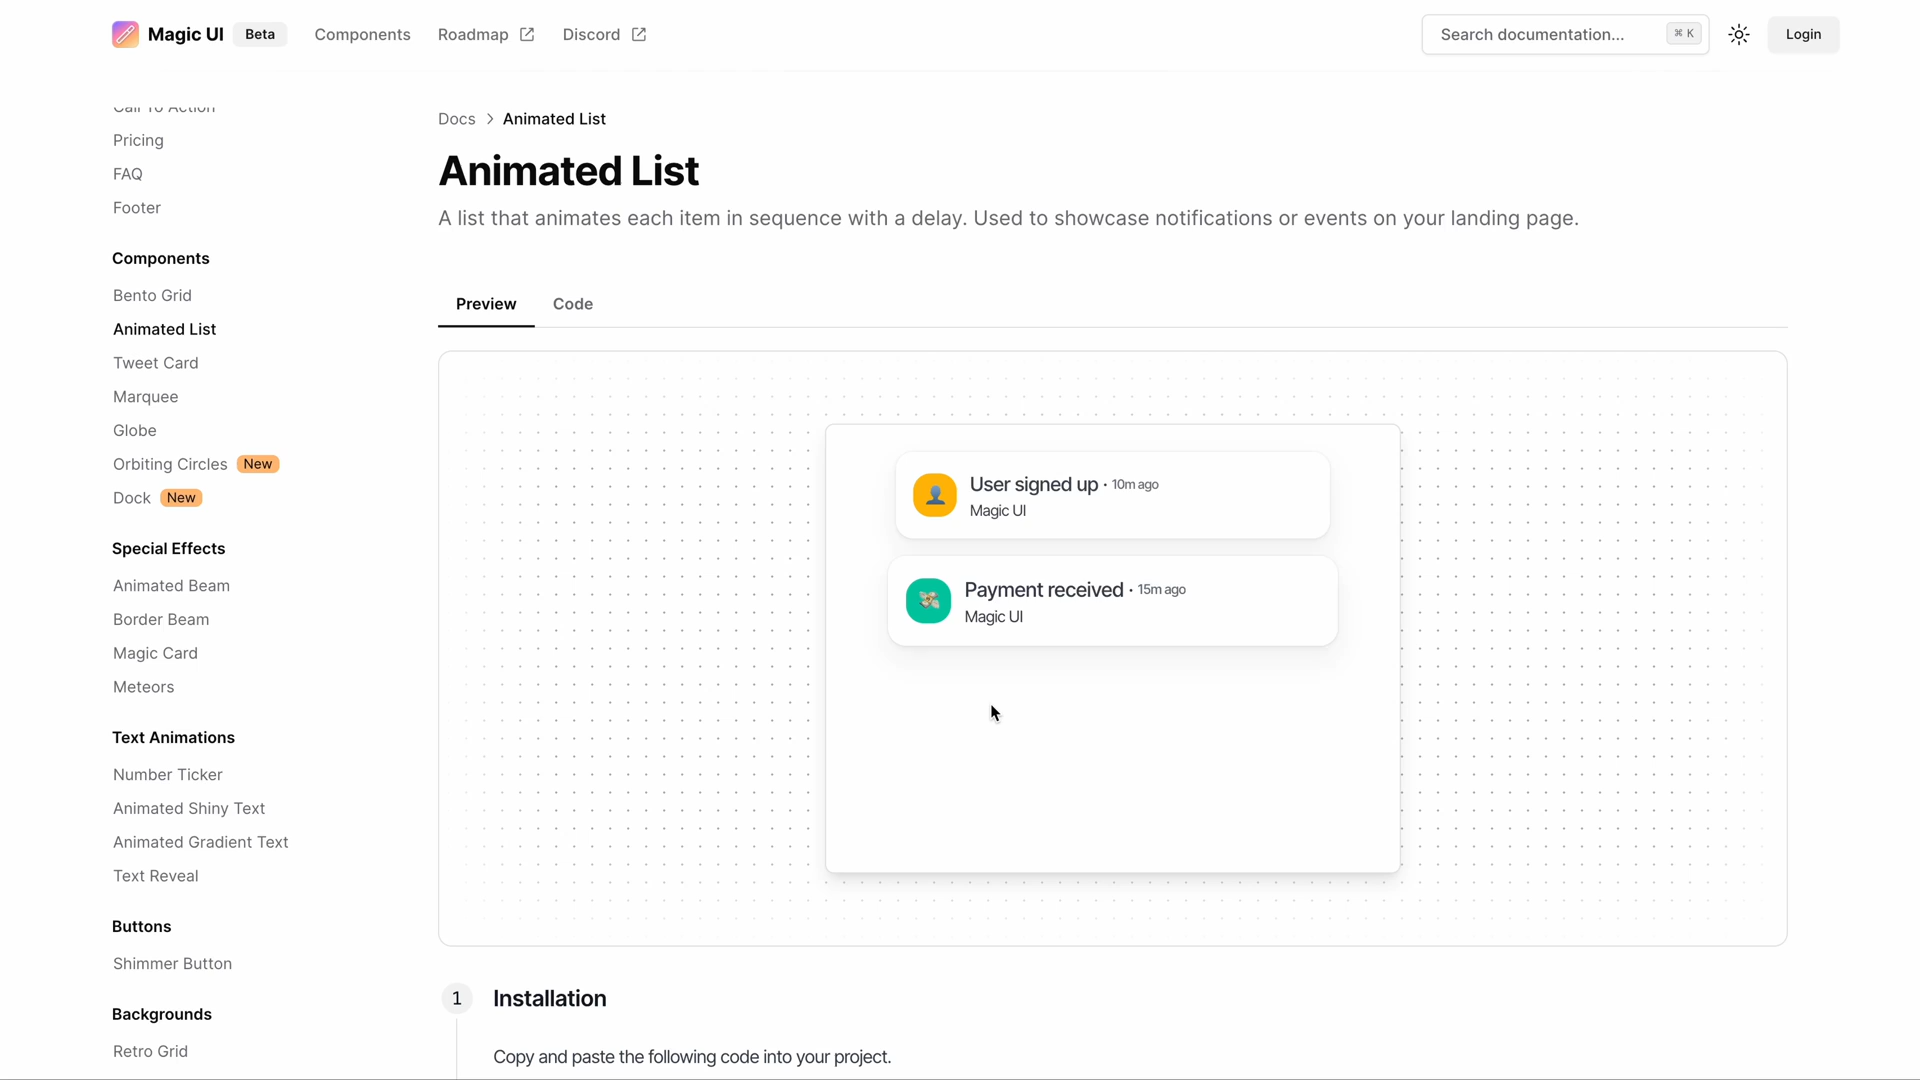 Magic UI
Beta
Components
Roadmap
Discord
Search documentation...
⌘ K
Login
Call To Action
Pricing
FAQ
Footer
Components
Bento Grid
Animated List
Tweet Card
Marquee
Globe
Orbiting Circles New
Dock New
Special Effects
Animated Beam
Border Beam
Magic Card
Meteors
Text Animations
Number Ticker
Animated Shiny Text
Animated Gradient Text
Text Reveal
Buttons
Shimmer Button
Backgrounds
Retro Grid
Docs > Animated List
Animated List
A list that animates each item in sequence with a delay. Used to showcase notifications or events on your landing page.
Preview
Code
User signed up · 10m ago
Magic UI
Payment received · 15m ago
Magic UI
1 Installation
Copy and paste the following code into your project.